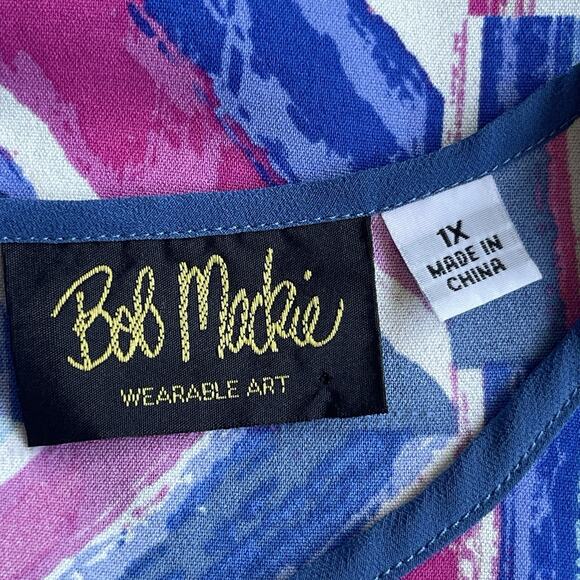 Bob Mackie
WEARABLE ART
1X
MADE IN
CHINA